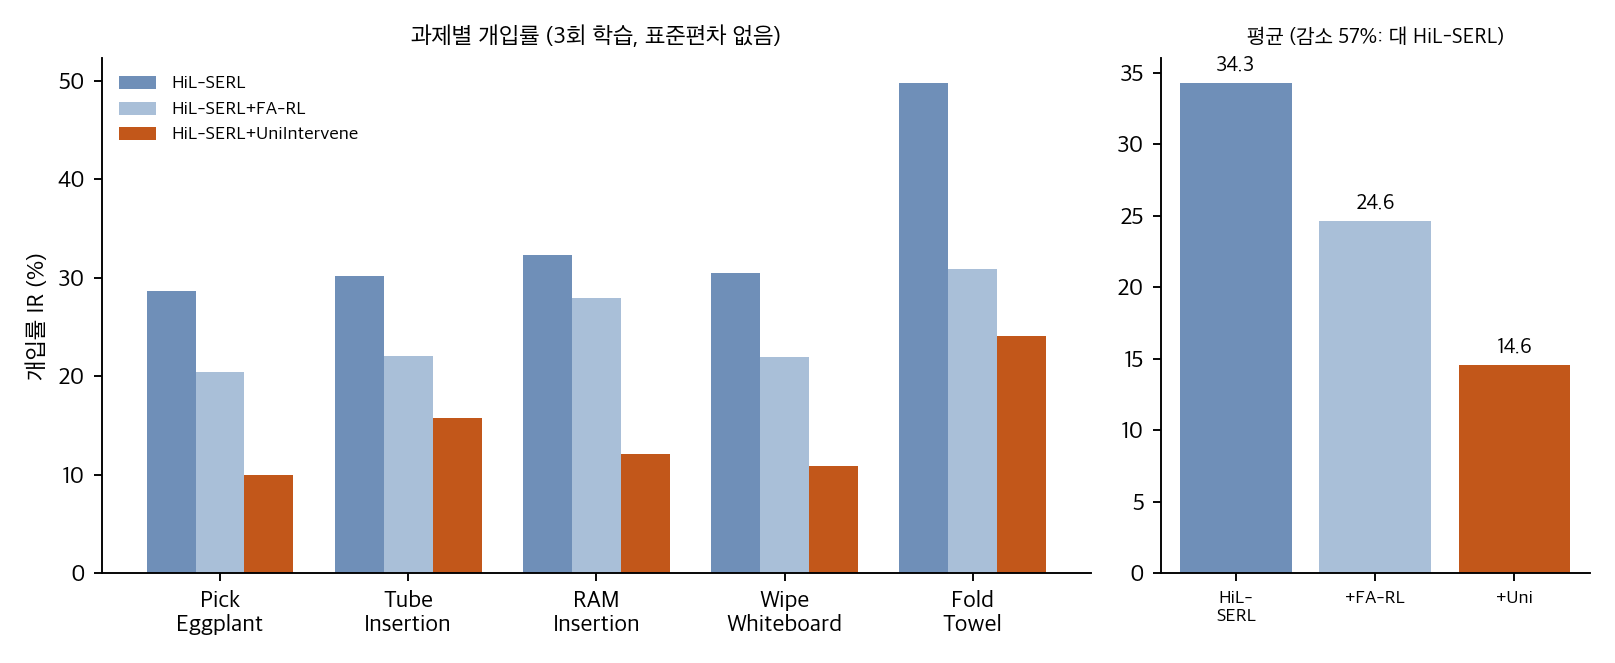 과제별 개입률 (3회 학습, 표준편차 없음)
HiL-SERL
HiL-SERL+FA-RL
HiL-SERL+UniIntervene
개입률 IR (%)
50
40
30
20
10
0
Pick
Eggplant
Tube
Insertion
RAM
Insertion
Wipe
Whiteboard
Fold
Towel
평균 (감소 57%: 대 HiL-SERL)
35
30
25
20
15
10
5
0
34.3
24.6
14.6
HiL-
SERL
+FA-RL
+Uni